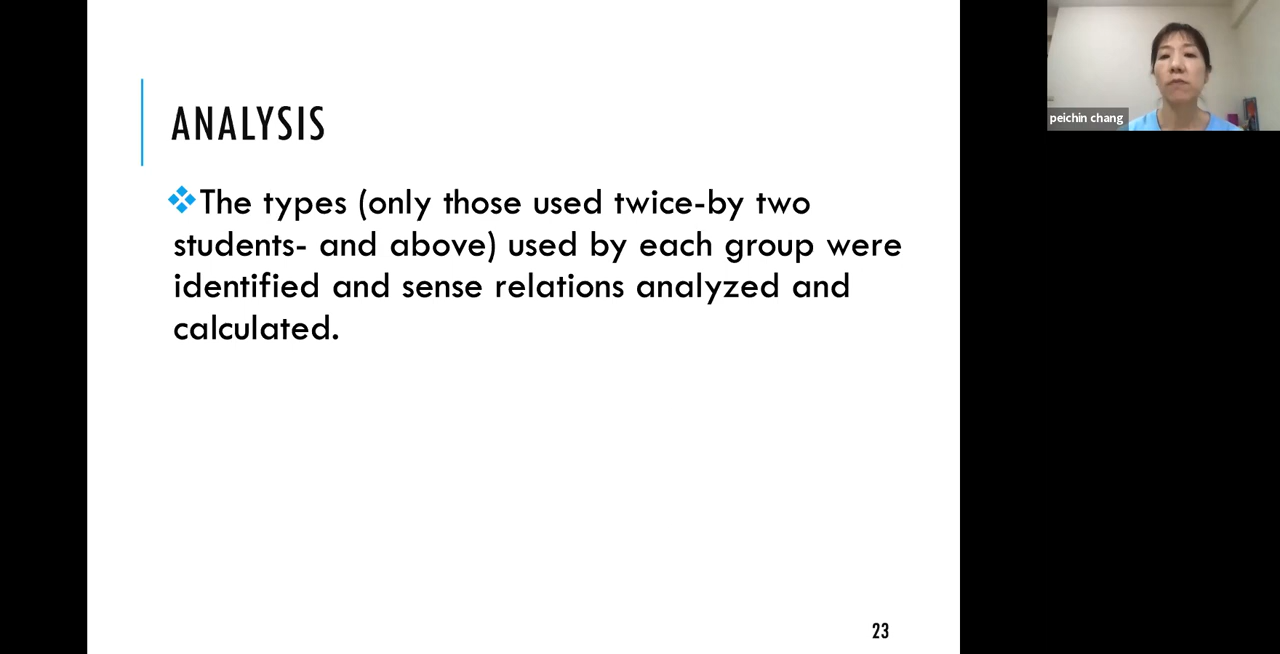 ANALYSIS
❖The types (only those used twice-by two
students- and above) used by each group were
identified and sense relations analyzed and
calculated.
23
peichin chang